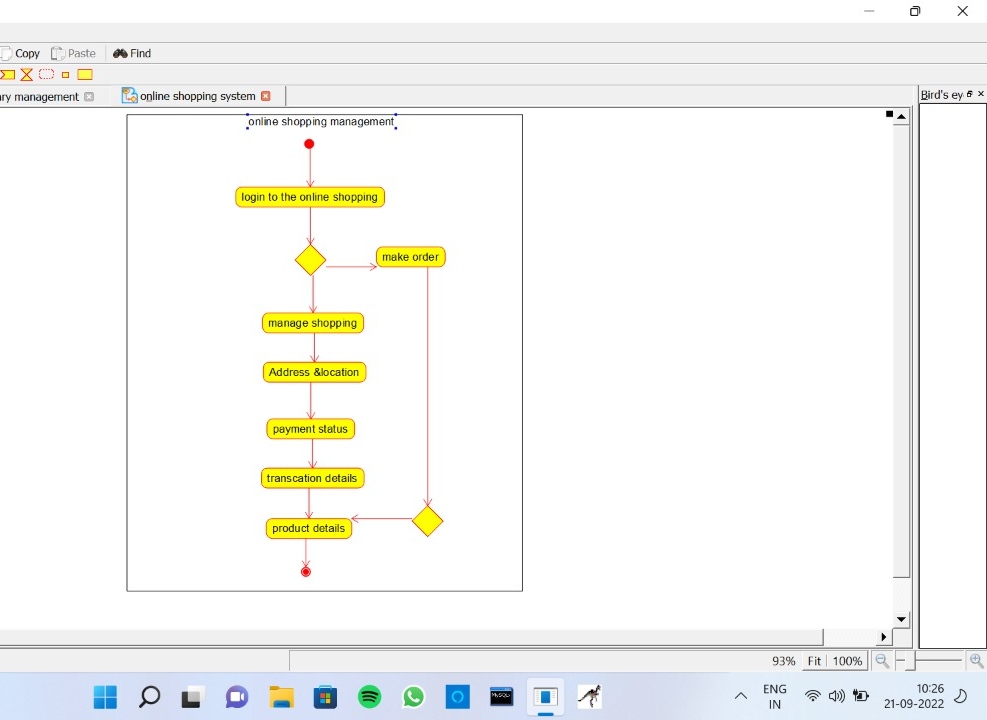 Copy Paste Find
ry management online shopping system Bird's ey
online shopping management
login to the online shopping
make order
manage shopping
Address &location
payment status
transcation details
product details
93% Fit 100%
MySQL
ENG
IN
10:26
21-09-2022